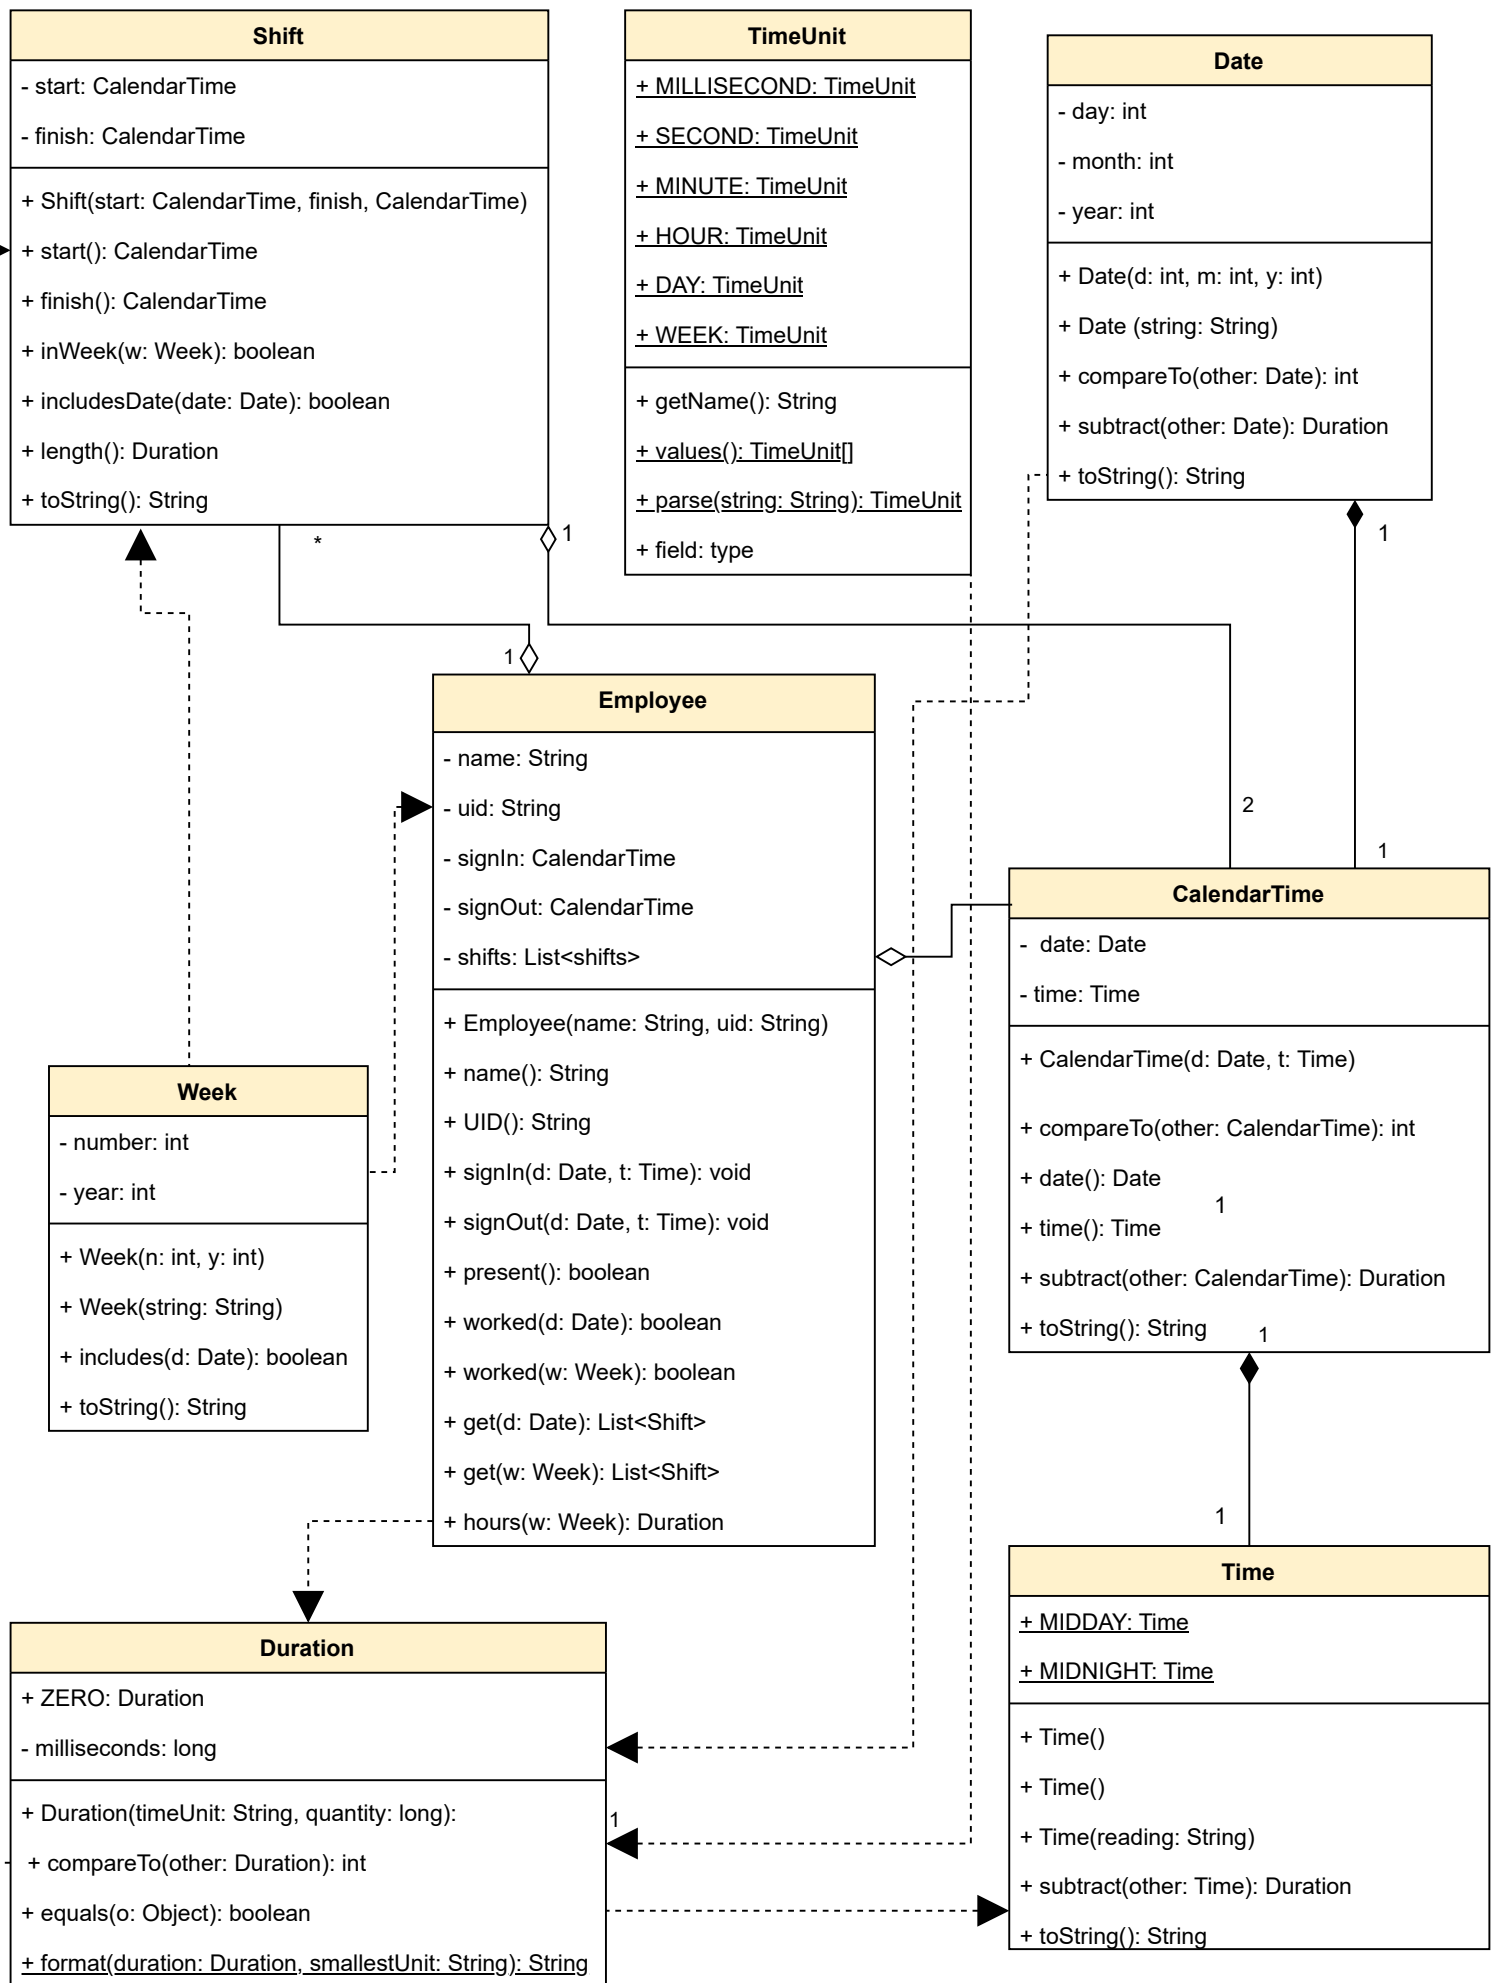 Shift
- start: CalendarTime
- finish: CalendarTime
+ Shift(start: CalendarTime, finish, CalendarTime)
+ start(): CalendarTime
+ finish(): CalendarTime
+ inWeek(w: Week): boolean
+ includesDate(date: Date): boolean
+ length(): Duration
+ toString(): String
*
1
TimeUnit
+ MILLISECOND: TimeUnit
+ SECOND: TimeUnit
+ MINUTE: TimeUnit
+ HOUR: TimeUnit
+ DAY: TimeUnit
+ WEEK: TimeUnit
+ getName(): String
+ values(): TimeUnit[]
+ parse(string: String): TimeUnit
+ field: type
Date
- day: int
- month: int
- year: int
+ Date(d: int, m: int, y: int)
+ Date (string: String)
+ compareTo(other: Date): int
+ subtract(other: Date): Duration
+ toString(): String
1
1
Employee
- name: String
- uid: String
- signIn: CalendarTime
- signOut: CalendarTime
- shifts: List<shifts>
+ Employee(name: String, uid: String)
+ name(): String
+ UID(): String
+ signIn(d: Date, t: Time): void
+ signOut(d: Date, t: Time): void
+ present(): boolean
+ worked(d: Date): boolean
+ worked(w: Week): boolean
+ get(d: Date): List<Shift>
+ get(w: Week): List<Shift>
+ hours(w: Week): Duration
2
1
CalendarTime
- date: Date
- time: Time
+ CalendarTime(d: Date, t: Time)
+ compareTo(other: CalendarTime): int
+ date(): Date
1
+ time(): Time
+ subtract(other: CalendarTime): Duration
+ toString(): String
1
1
Week
- number: int
- year: int
+ Week(n: int, y: int)
+ Week(string: String)
+ includes(d: Date): boolean
+ toString(): String
Duration
+ ZERO: Duration
- milliseconds: long
+ Duration(timeUnit: String, quantity: long):
+ compareTo(other: Duration): int
+ equals(o: Object): boolean
+ format(duration: Duration, smallestUnit: String): String
1
Time
+ MIDDAY: Time
+ MIDNIGHT: Time
+ Time()
+ Time()
+ Time(reading: String)
+ subtract(other: Time): Duration
+ toString(): String